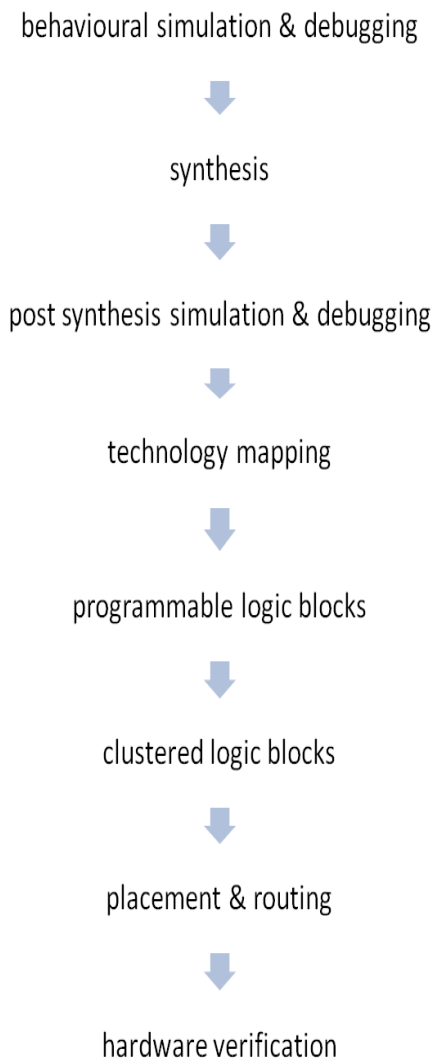 behavioural simulation & debugging
synthesis
post synthesis simulation & debugging
technology mapping
programmable logic blocks
clustered logic blocks
placement & routing
hardware verification